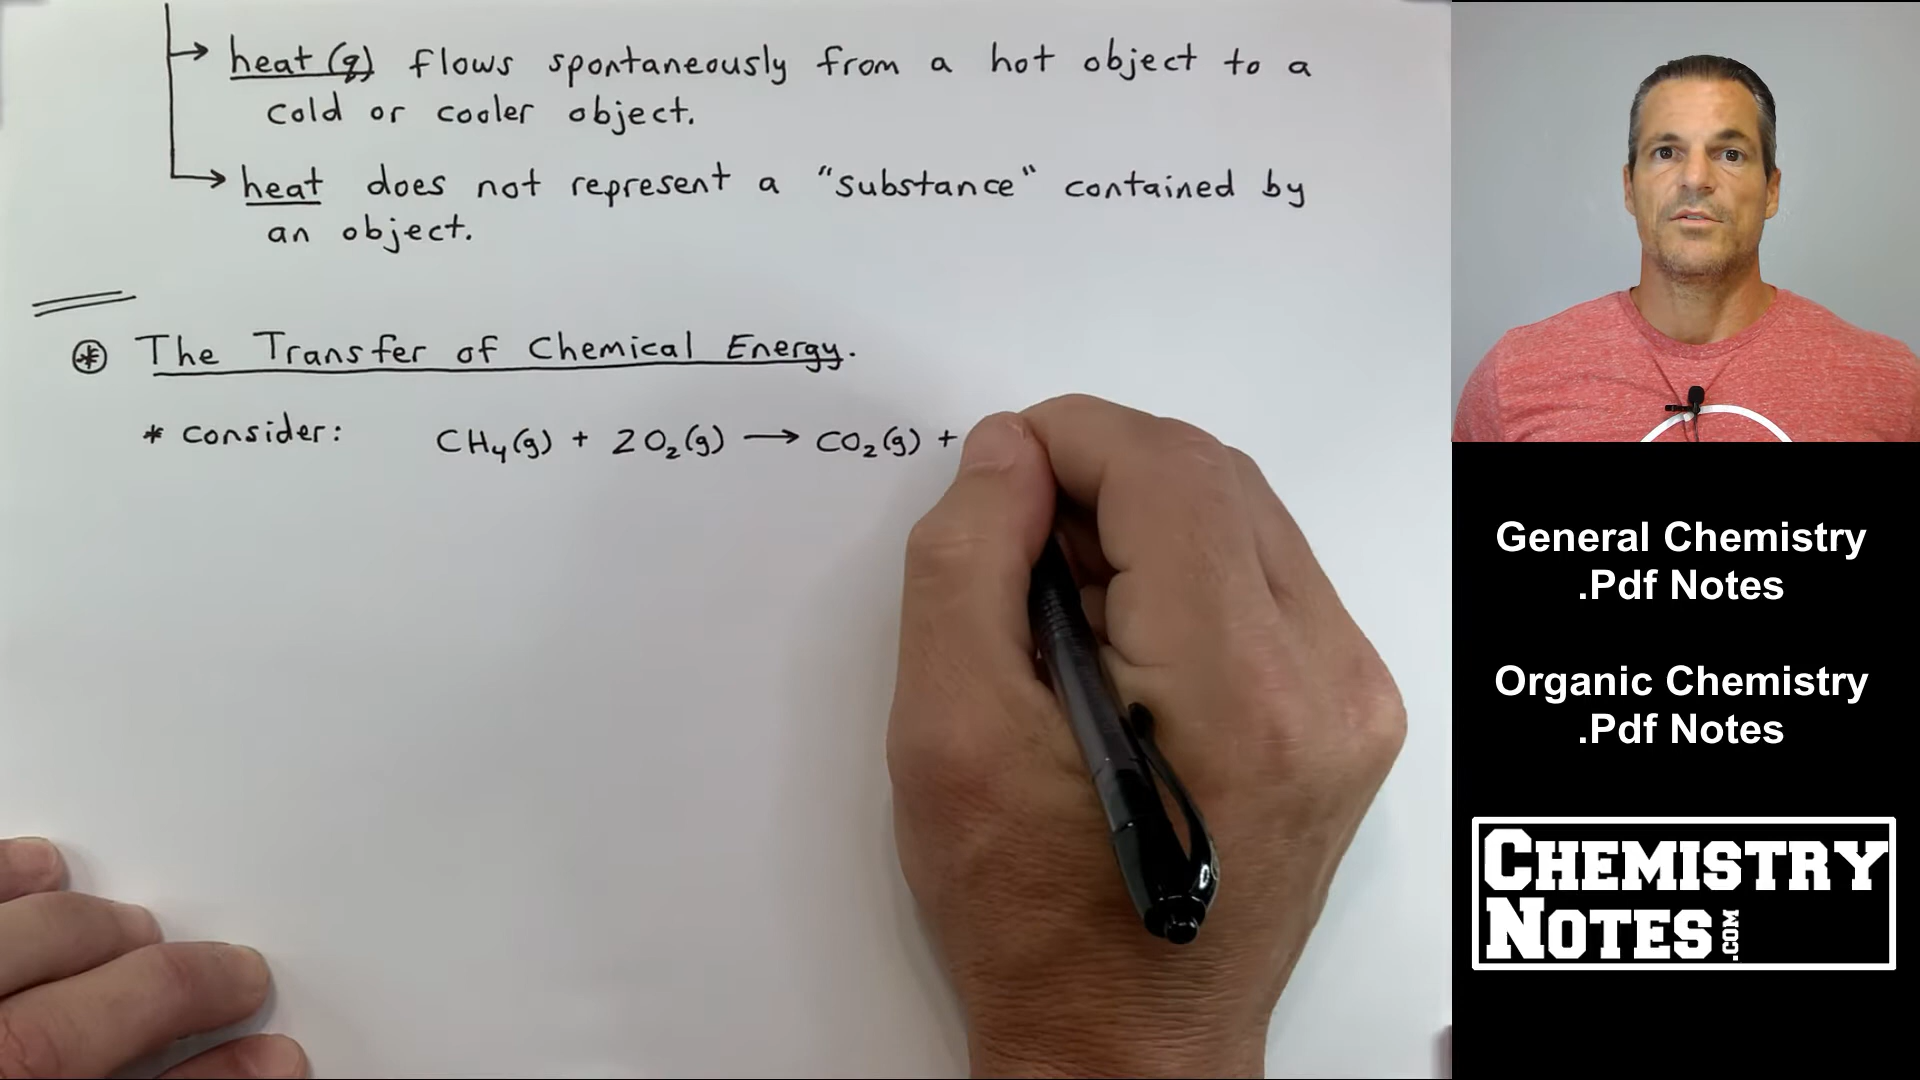 heat (q) flows spontaneously from a hot object to a
cold or cooler object.
heat does not represent a "substance" contained by
an object.
* The Transfer of Chemical Energy.
* consider: CH₄(g) + 2O₂(g) → CO₂(g) +
General Chemistry
.Pdf Notes
Organic Chemistry
.Pdf Notes
CHEMISTRY
NOTES.COM